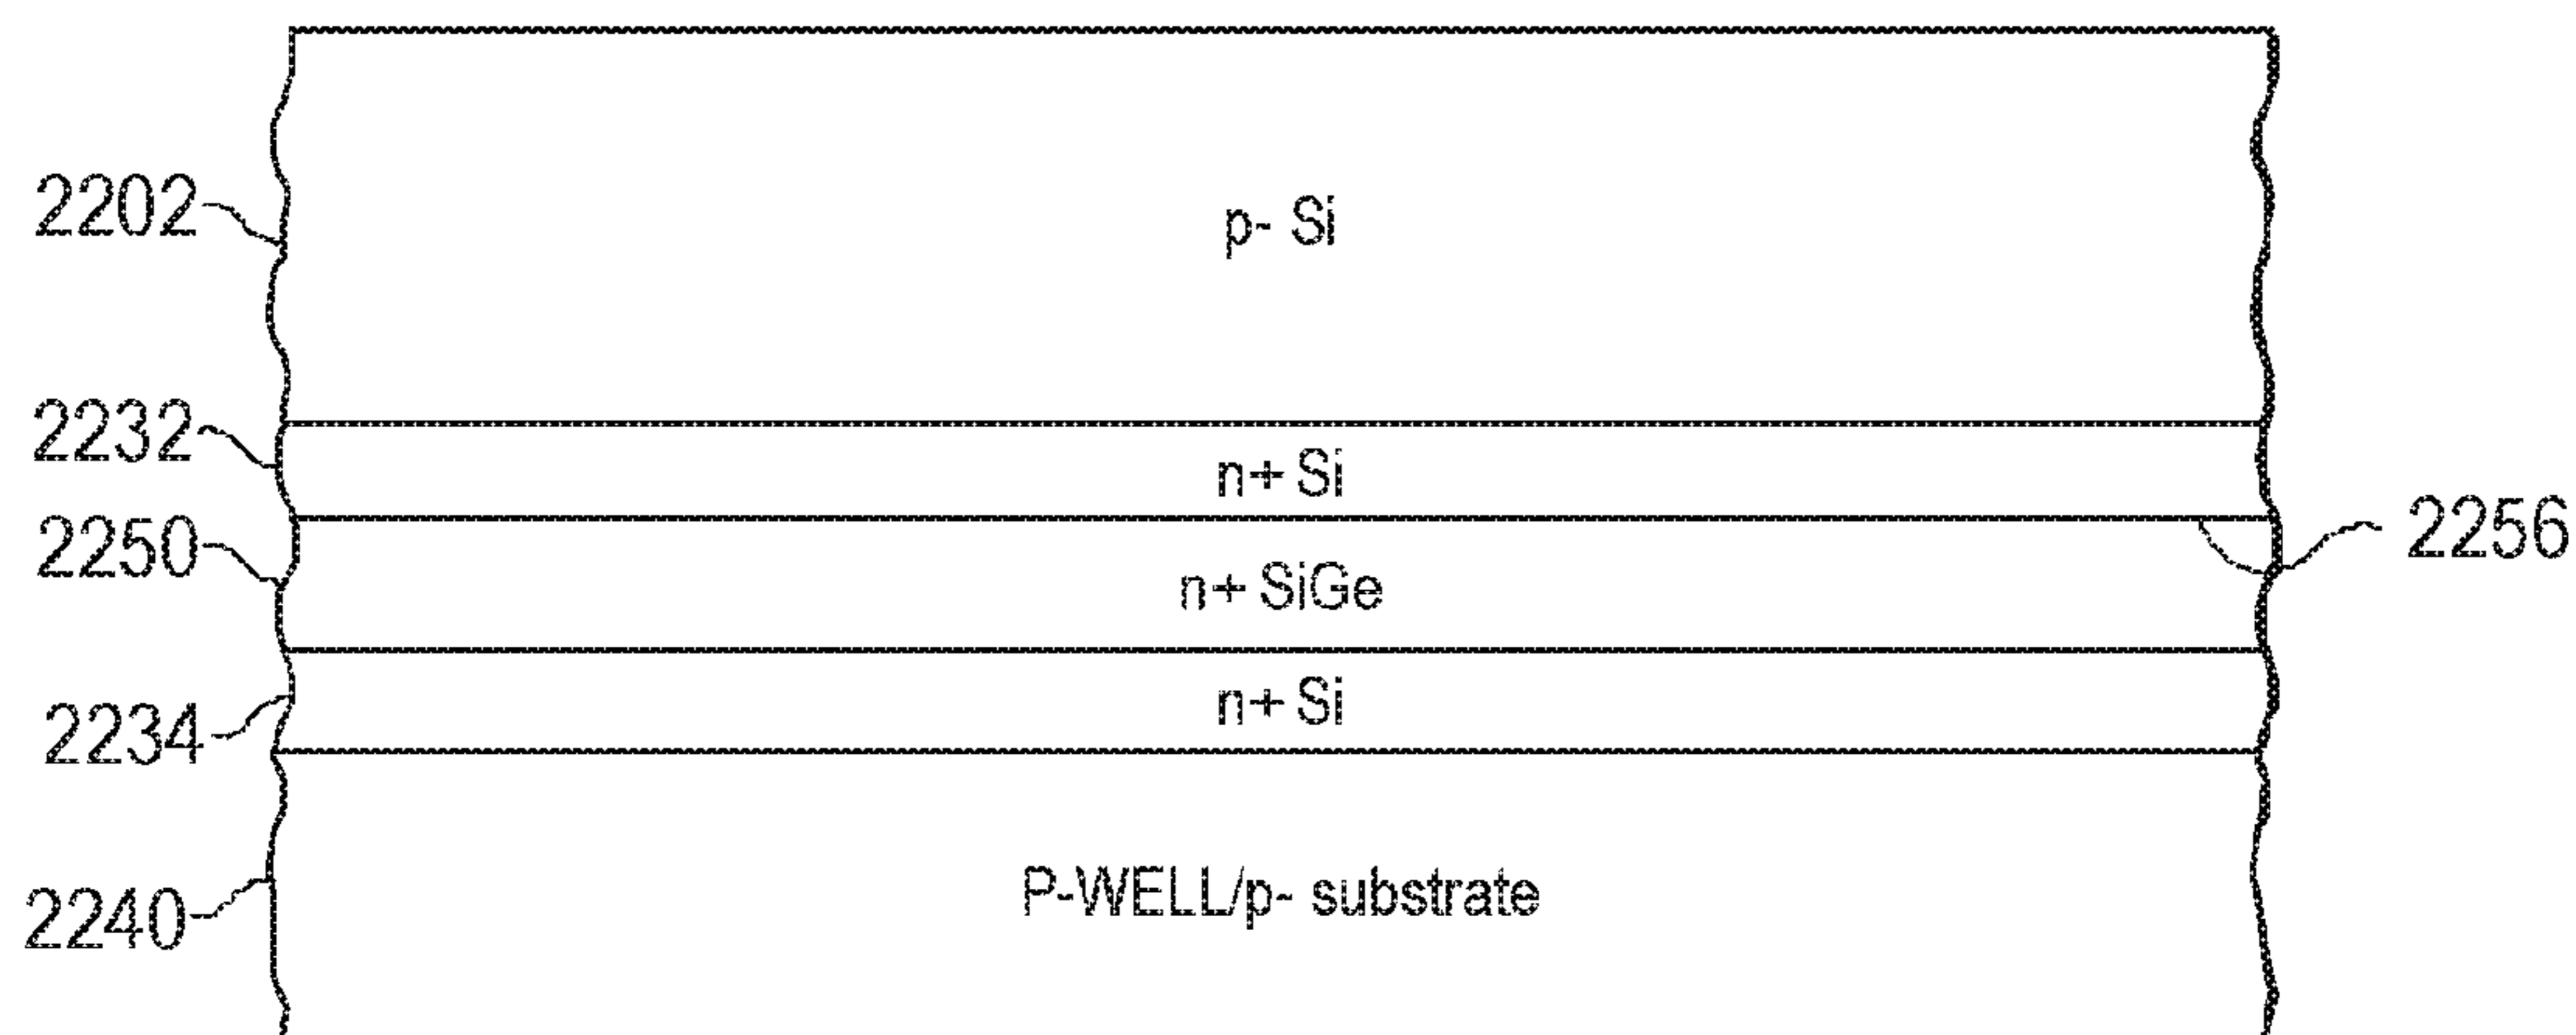 2202
p- Si
2232
n+ Si
2250
n+ SiGe
2256
2234
n+ Si
2240
P-WELL/p- substrate